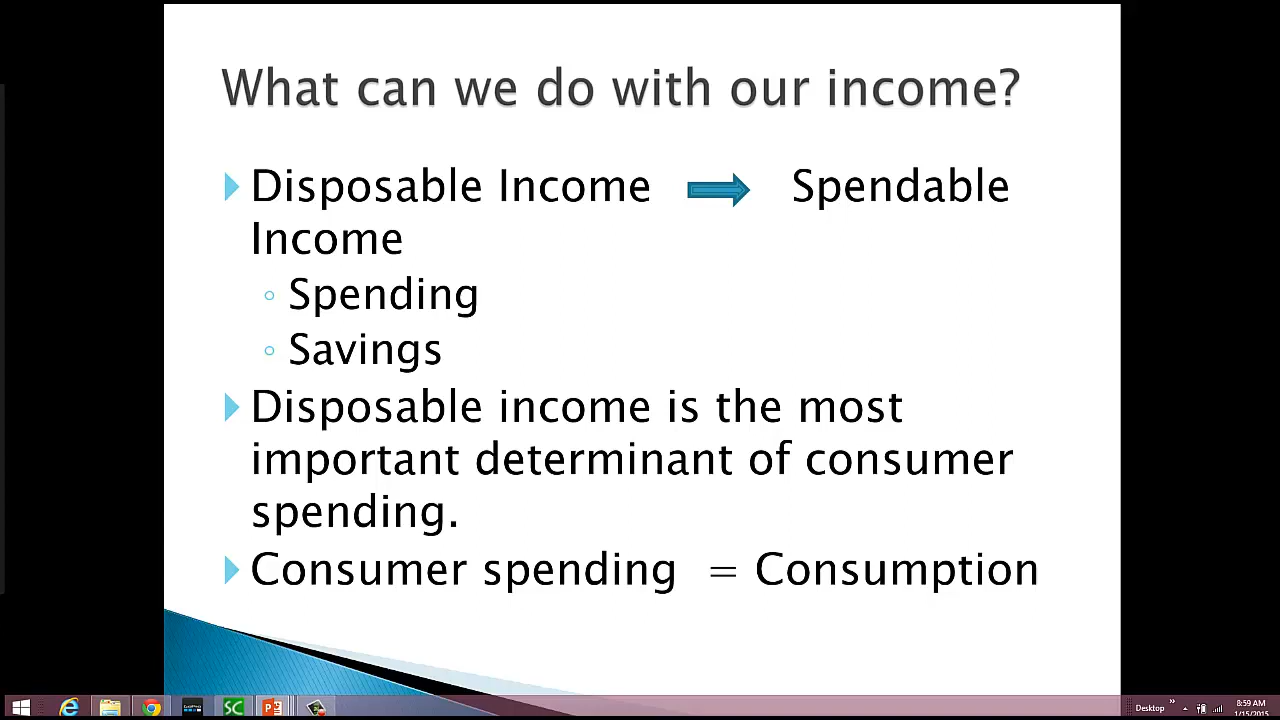 What can we do with our income?
Disposable Income Spendable
Income
Spending
Savings
Disposable income is the most
important determinant of consumer
spending.
Consumer spending = Consumption
SC
Desktop
8:59 AM
1/15/2015